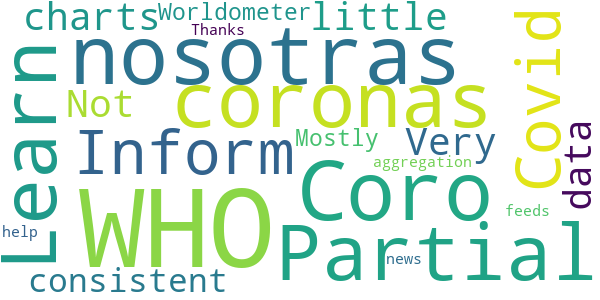 charts Worldometer little
Thanks
nosotras
Covid
Learn
Not coronas
Inform Mostly Very
data
aggregation
WHO Coro
feeds
help
Partial
news
consistent